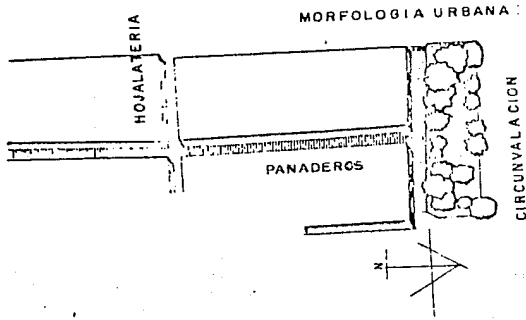 MORFOLOGIA URBANA:
HOJALATERIA
PANADEROS
CIRCUNVALACION
N